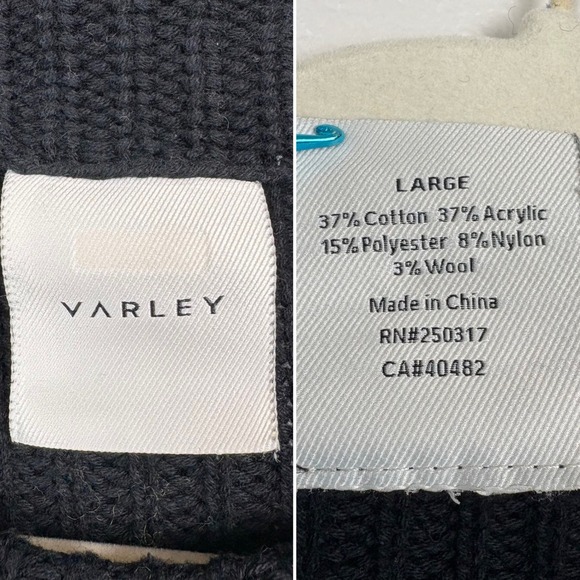 VARLEY
LARGE
37% Cotton 37% Acrylic
15% Polyester 8% Nylon
3% Wool
Made in China
RN#250317
CA#40482